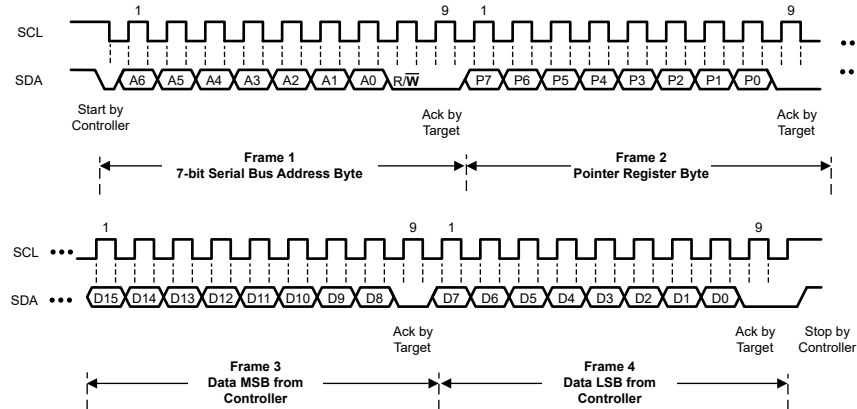 1 9 1 9
SCL
SDA A6 A5 A4 A3 A2 A1 A0 R/W P7 P6 P5 P4 P3 P2 P1 P0
Start by
Controller
Ack by
Target
Ack by
Target
Frame 1
7-bit Serial Bus Address Byte
Frame 2
Pointer Register Byte
1 9 1 9
SCL
SDA D15 D14 D13 D12 D11 D10 D9 D8 D7 D6 D5 D4 D3 D2 D1 D0
Ack by
Target
Ack by
Target
Stop by
Controller
Frame 3
Data MSB from
Controller
Frame 4
Data LSB from
Controller